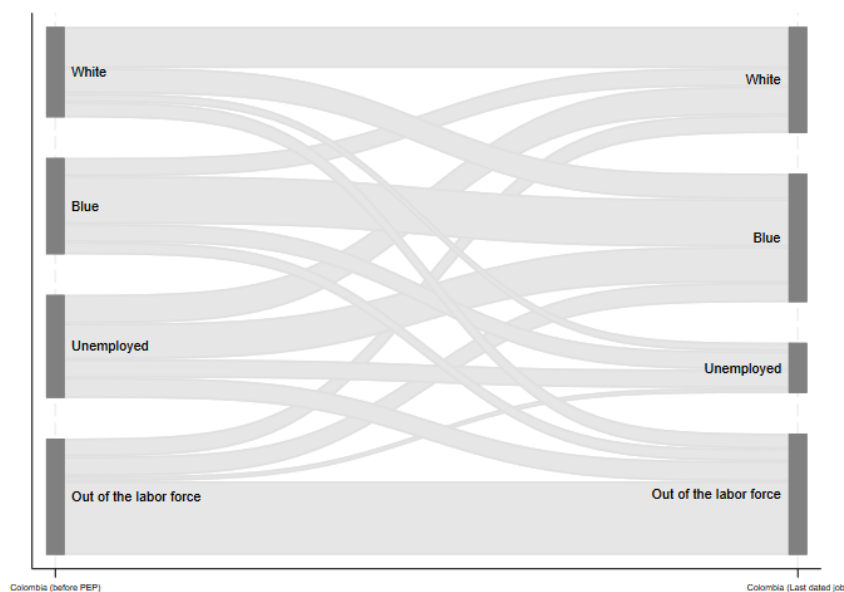 White
White
Blue
Blue
Unemployed
Unemployed
Out of the labor force
Out of the labor force
Colombia (before PEP)
Colombia (Last dated job